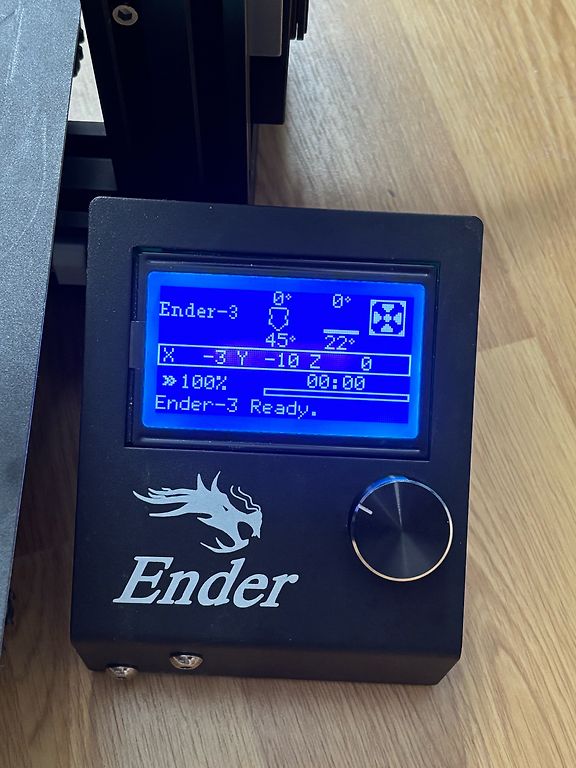 0° 0°
Ender-3
45° 22°
X -3 Y -10 Z 0
100% 00:00
Ender-3 Ready.
Ender